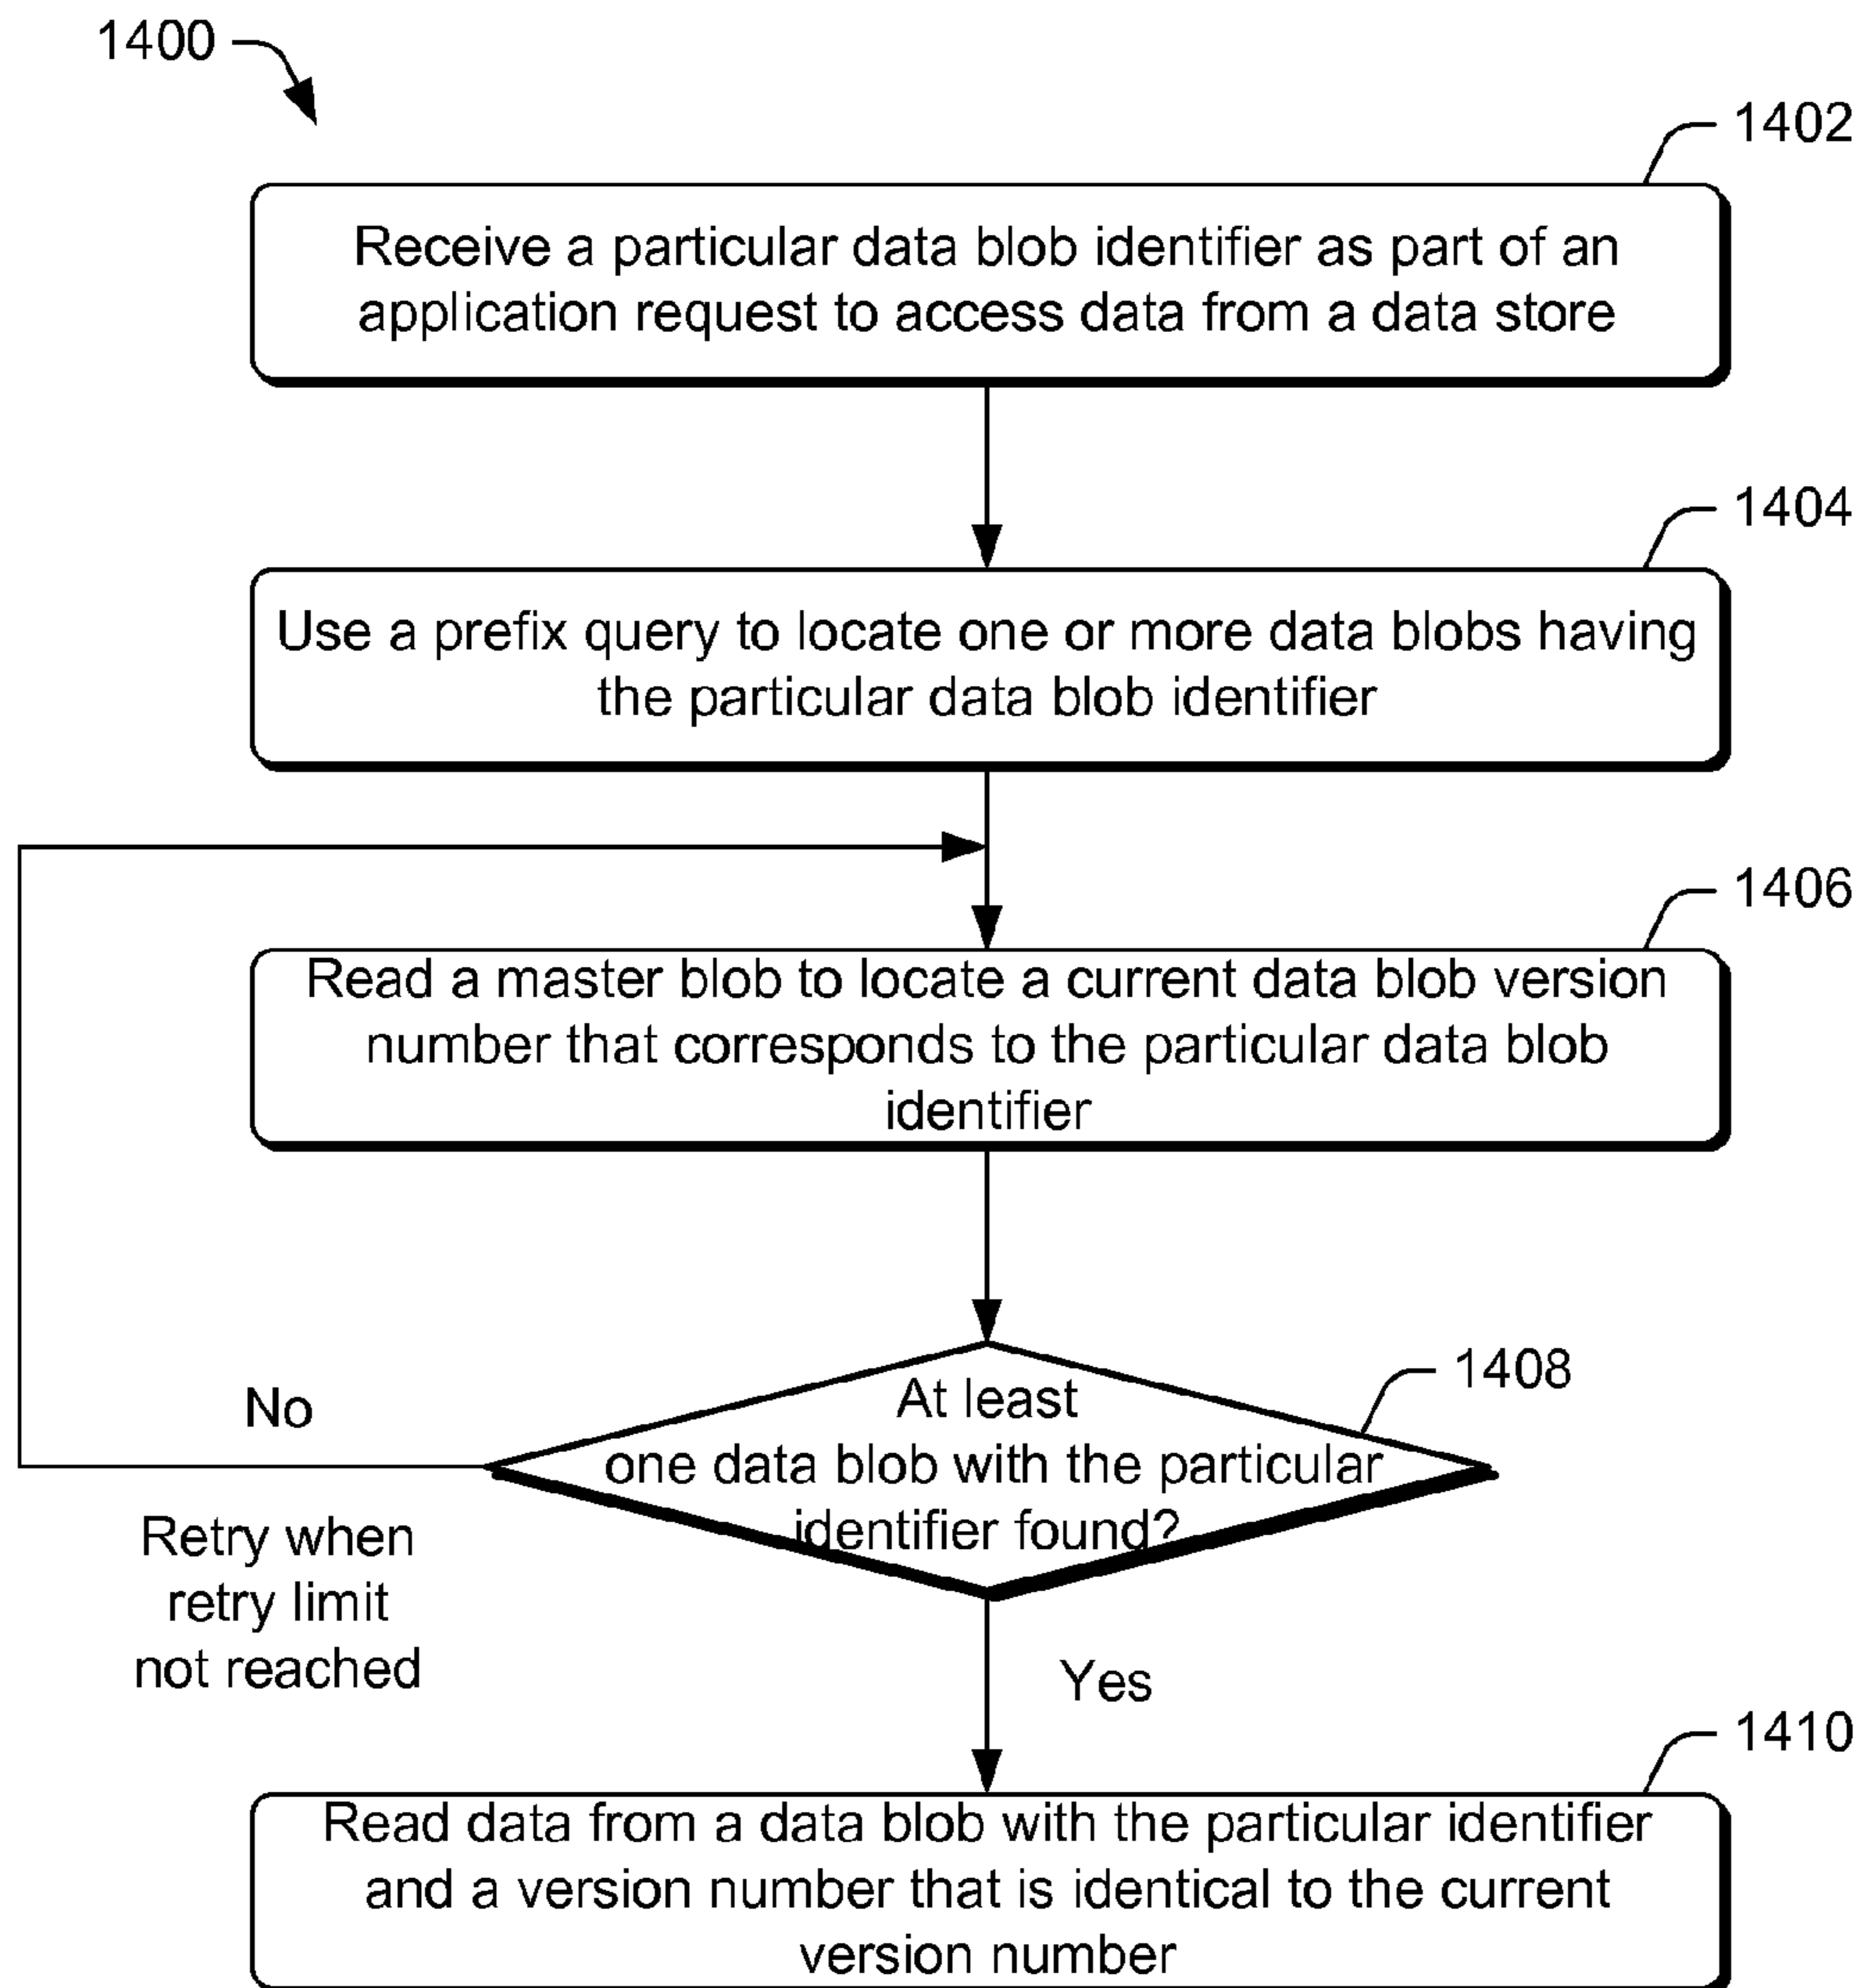 1400
1402
Receive a particular data blob identifier as part of an
application request to access data from a data store
1404
Use a prefix query to locate one or more data blobs having
the particular data blob identifier
1406
Read a master blob to locate a current data blob version
number that corresponds to the particular data blob
identifier
1408
At least
one data blob with the particular
identifier found?
No
Retry when
retry limit
not reached
Yes
1410
Read data from a data blob with the particular identifier
and a version number that is identical to the current
version number